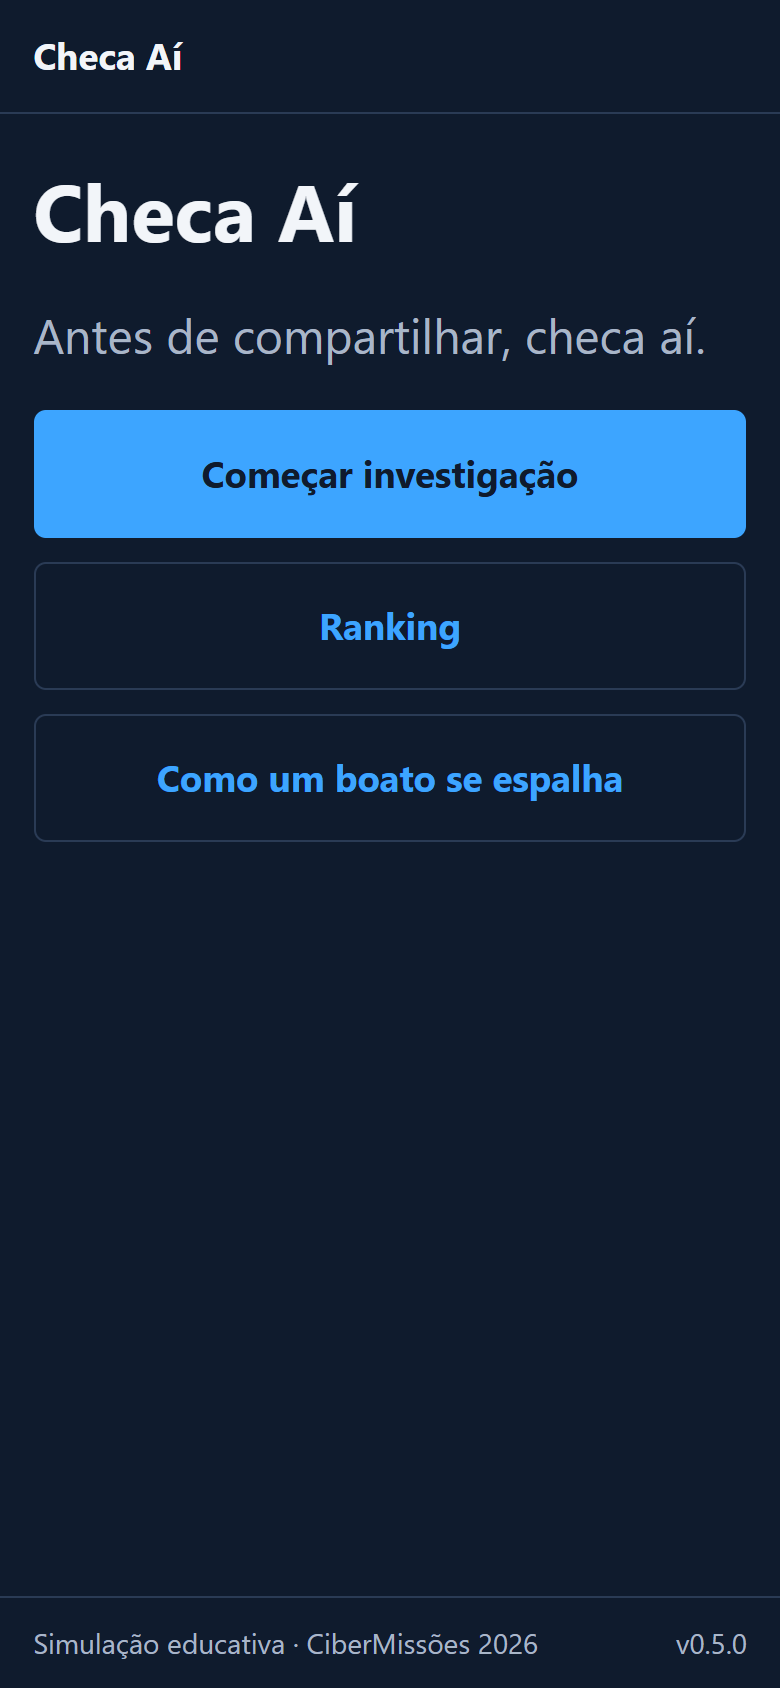 Checa Aí
Checa Aí
Antes de compartilhar, checa aí.
Começar investigação
Ranking
Como um boato se espalha
Simulação educativa · CiberMissões 2026
v0.5.0